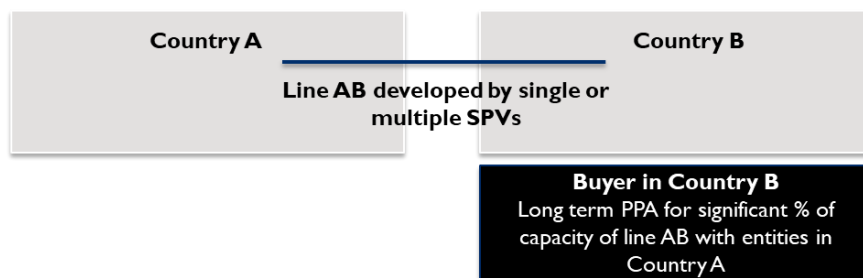 Country A
Country B
Line AB developed by single or
multiple SPVs
Buyer in Country B
Long term PPA for significant % of
capacity of line AB with entities in
Country A